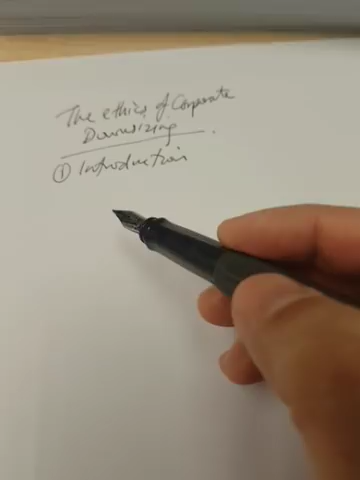 The ethics of Corporate
Downsizing
① Introduction